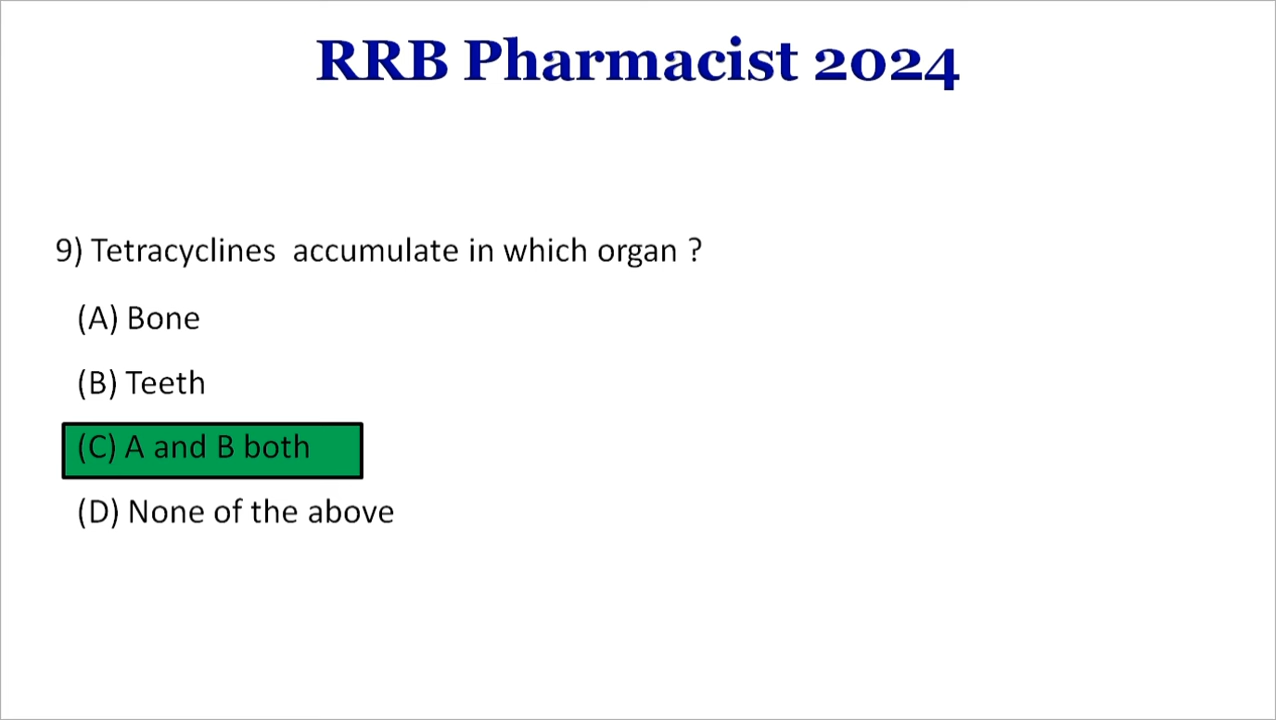 RRB Pharmacist 2024
9) Tetracyclines  accumulate in which organ ?
(A) Bone
(B) Teeth
(C) A and B both
(D) None of the above